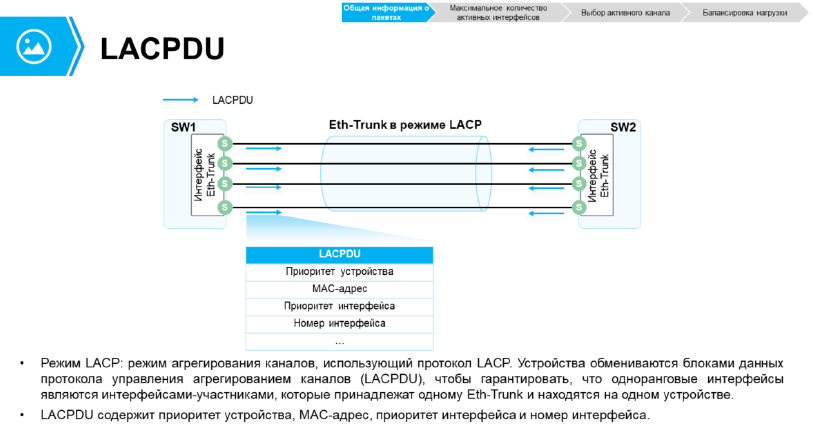 Общая информация о
пакетах
Максимальное количество
активных интерфейсов
Выбор активного канала
Балансировка нагрузки
LACPDU
LACPDU
Eth-Trunk в режиме LACP
SW1
SW2
S
S
S
S
S
S
S
S
Интерфейс
Eth-Trunk
Интерфейс
Eth-Trunk
LACPDU
Приоритет устройства
MAC-адрес
Приоритет интерфейса
Номер интерфейса
...
• Режим LACP: режим агрегирования каналов, использующий протокол LACP. Устройства обмениваются блоками данных
протокола управления агрегированием каналов (LACPDU), чтобы гарантировать, что одноранговые интерфейсы
являются интерфейсами-участниками, которые принадлежат одному Eth-Trunk и находятся на одном устройстве.
• LACPDU содержит приоритет устройства, MAC-адрес, приоритет интерфейса и номер интерфейса.